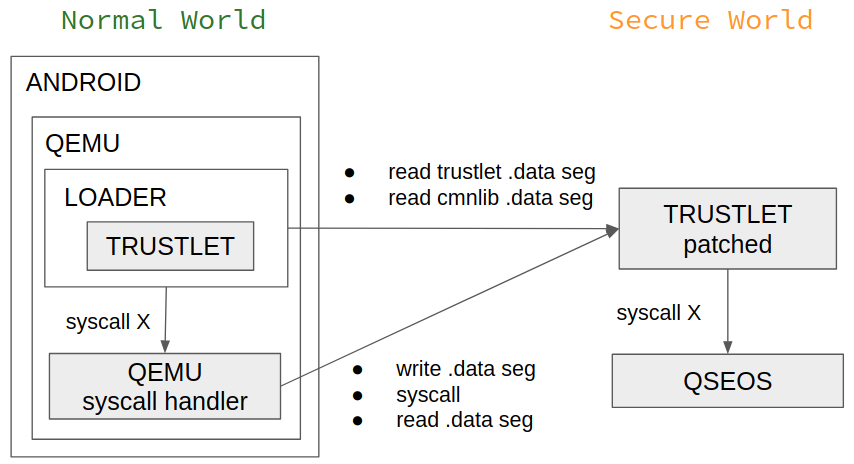 Normal World
Secure World
ANDROID
QEMU
LOADER
TRUSTLET
syscall X
QEMU
syscall handler
● read trustlet .data seg
● read cmnlib .data seg
● write .data seg
● syscall
● read .data seg
TRUSTLET
patched
syscall X
QSEOS